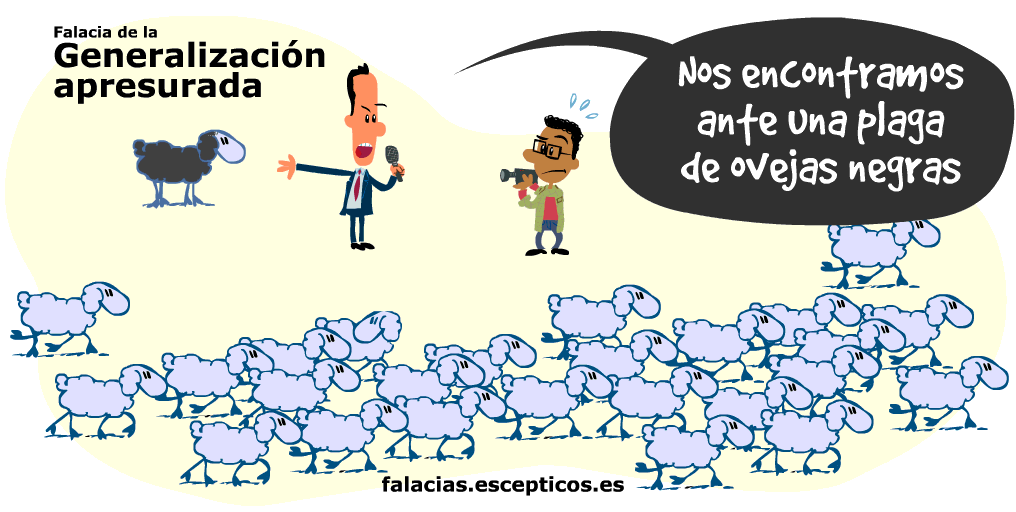 Falacia de la
Generalización
apresurada
Nos encontramos
ante una plaga
de ovejas negras
falacias.escepticos.es